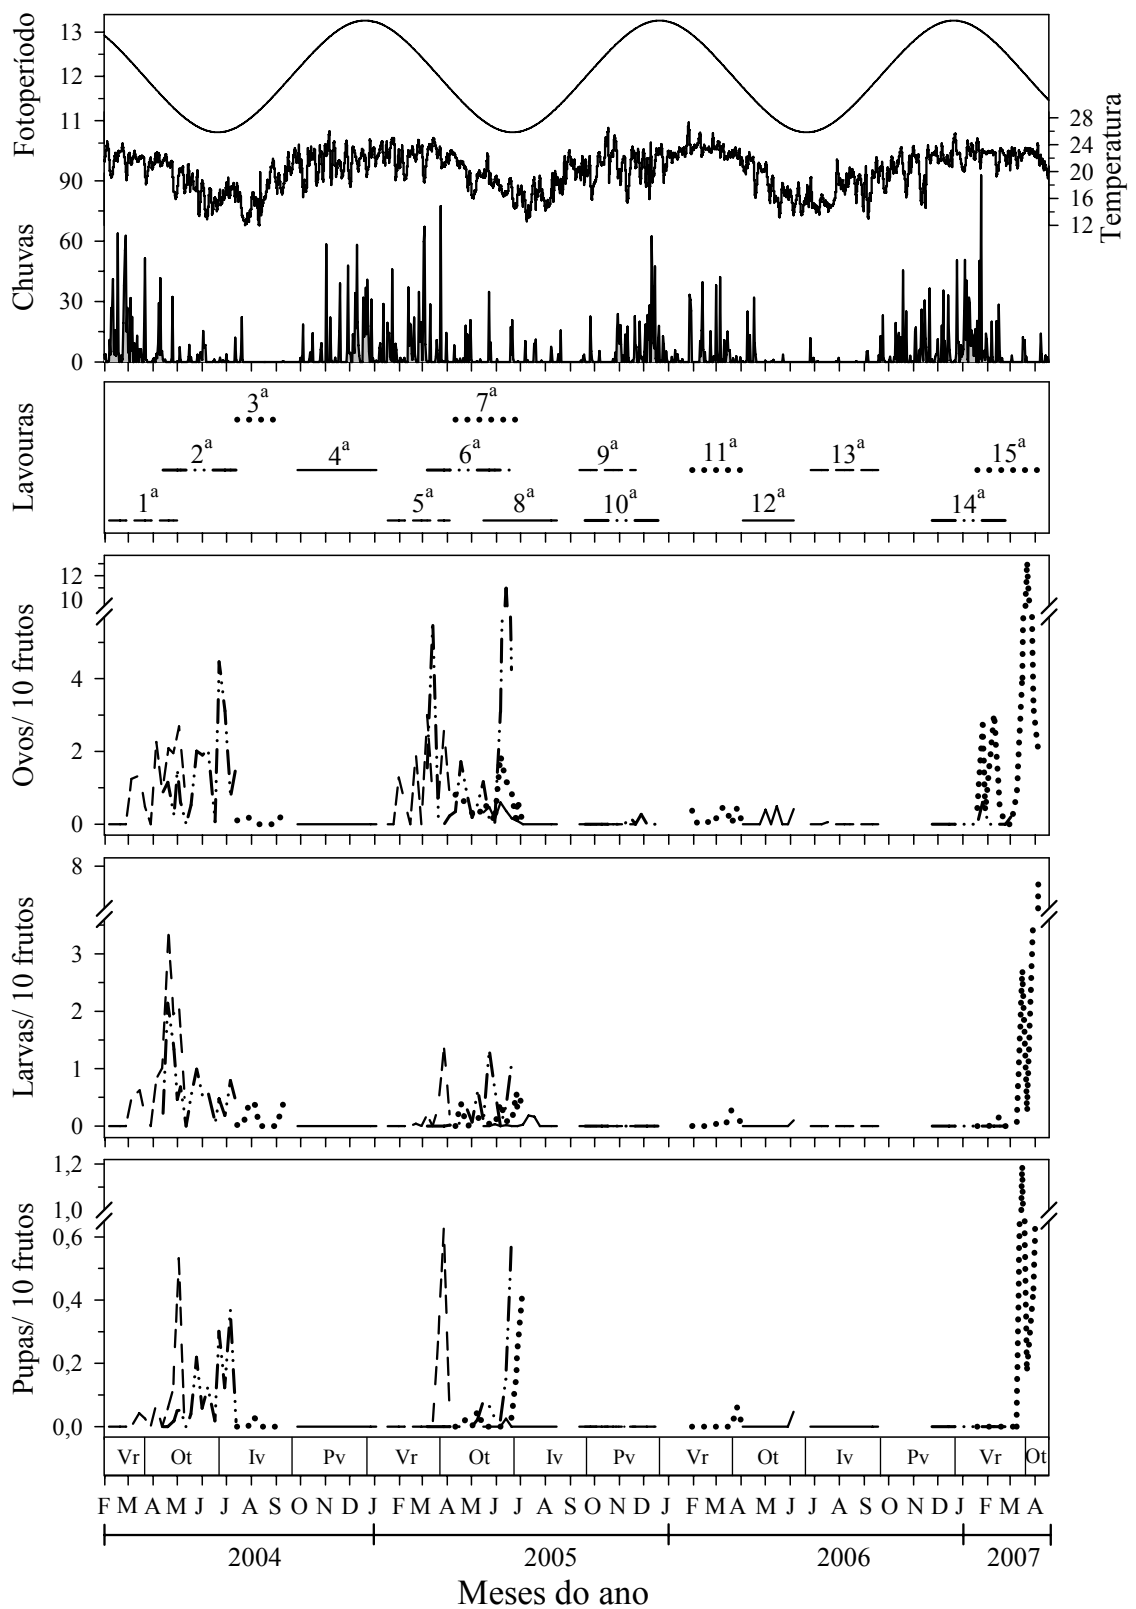 Fotoperíodo
13
12
11
Temperatura
28
24
20
16
12
Chuvas
90
60
30
0
Lavouras
3ª
7ª
2ª
4ª
6ª
9ª
11ª
13ª
15ª
1ª
5ª
8ª
10ª
12ª
14ª
Ovos/ 10 frutos
12
10
4
2
0
Larvas/ 10 frutos
8
3
2
1
0
Pupas/ 10 frutos
1,2
1,0
0,6
0,4
0,2
0,0
Vr Ot Iv Pv Vr Ot Iv Pv Vr Ot Iv Pv Vr Ot
F M A M J J A S O N D J F M A M J J A S O N D J F M A M J J A S O N D J F M A
2004 2005 2006 2007
Meses do ano